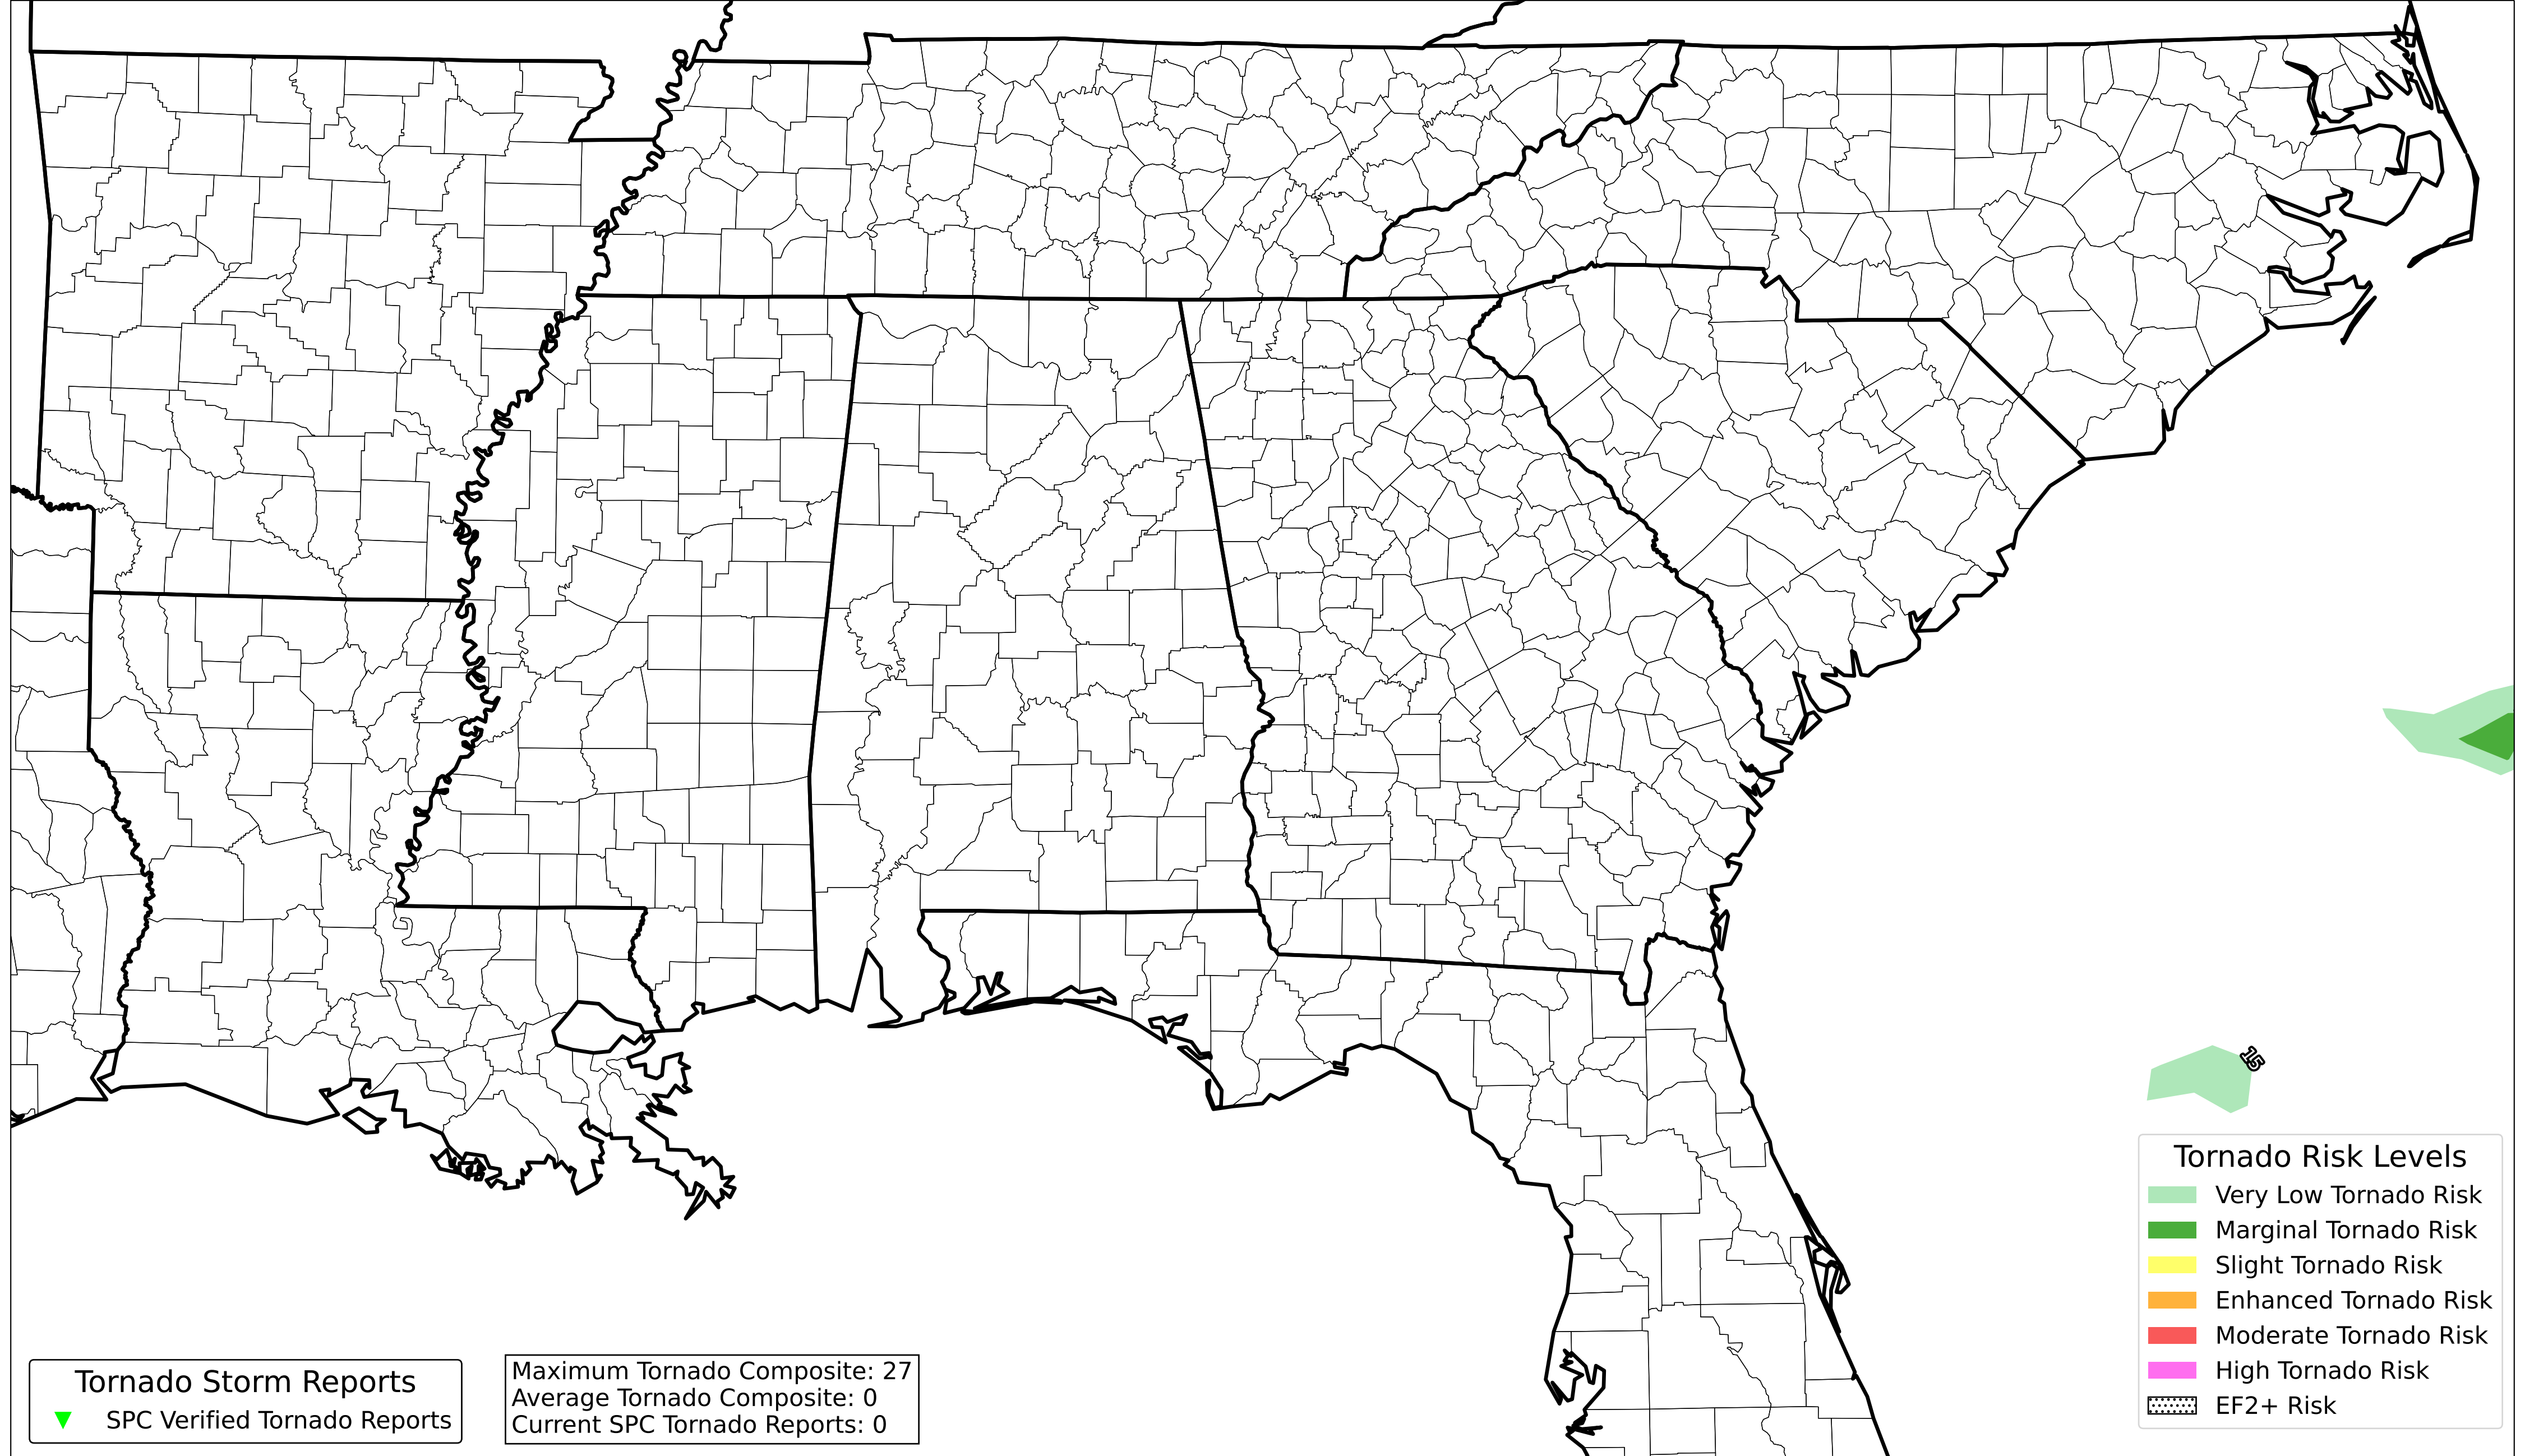 15
Tornado Risk Levels
Very Low Tornado Risk
Marginal Tornado Risk
Slight Tornado Risk
Enhanced Tornado Risk
Moderate Tornado Risk
High Tornado Risk
EF2+ Risk
Tornado Storm Reports
SPC Verified Tornado Reports
Maximum Tornado Composite: 27
Average Tornado Composite: 0
Current SPC Tornado Reports: 0